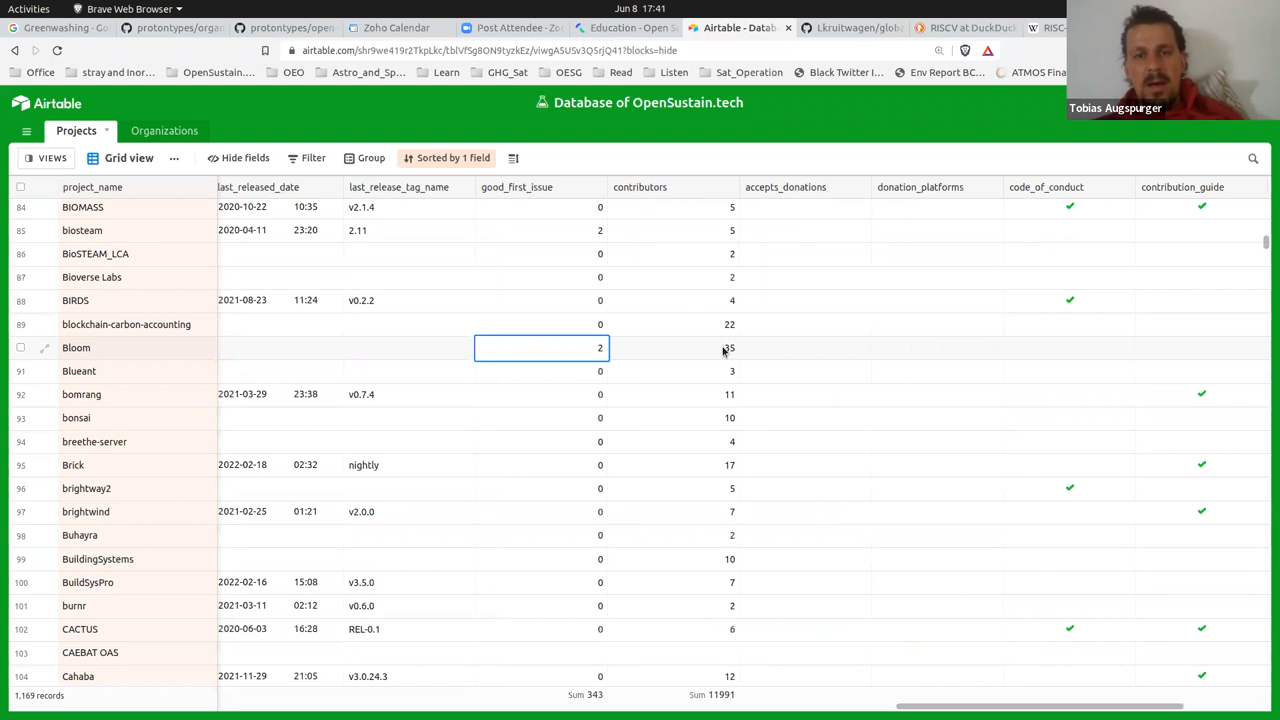 Activities
Brave Web Browser
Jun 8 17:41
Greenwashing - Go
protontypes/organ
protontypes/open
Zoho Calendar
Post Attendee - Zo
Education - Open S
Airtable - Datab
Lkruitwagen/glob
RISCV at DuckDuc
RISC-
airtable.com/shr9we419r2TkpLkc/tblVfSg8ON9tyzkEz/viwgA5USv3Q5rjQ41?blocks=hide
Office
stray and Inor...
OpenSustain....
OEO
Astro_and_Sp...
Learn
GHG_Sat
OESG
Read
Listen
Sat_Operation
Black Twitter I...
Env Report BC...
ATMOS Fina
Tobias Augspurger
Airtable
Database of OpenSustain.tech
Projects
Organizations
VIEWS
Grid view
Hide fields
Filter
Group
Sorted by 1 field
project_name last_released_date last_release_tag_name good_first_issue contributors accepts_donations donation_platforms code_of_conduct contribution_guide
84 BIOMASS 2020-10-22 10:35 v2.1.4 0 5
85 biosteam 2020-04-11 23:20 2.11 2 5
86 BioSTEAM_LCA 0 2
87 Bioverse Labs 0 2
88 BIRDS 2021-08-23 11:24 v0.2.2 0 4
89 blockchain-carbon-accounting 0 22
Bloom 2 35
91 Blueant 0 3
92 bomrang 2021-03-29 23:38 v0.7.4 0 11
93 bonsai 0 10
94 breethe-server 0 4
95 Brick 2022-02-18 02:32 nightly 0 17
96 brightway2 0 5
97 brightwind 2021-02-25 01:21 v2.0.0 0 7
98 Buhayra 0 2
99 BuildingSystems 0 10
100 BuildSysPro 2022-02-16 15:08 v3.5.0 0 7
101 burnr 2021-03-11 02:12 v0.6.0 0 2
102 CACTUS 2020-06-03 16:28 REL-0.1 0 6
103 CAEBAT OAS
104 Cahaba 2021-11-29 21:05 v3.0.24.3 0 12
1,169 records
Sum 343
Sum 11991